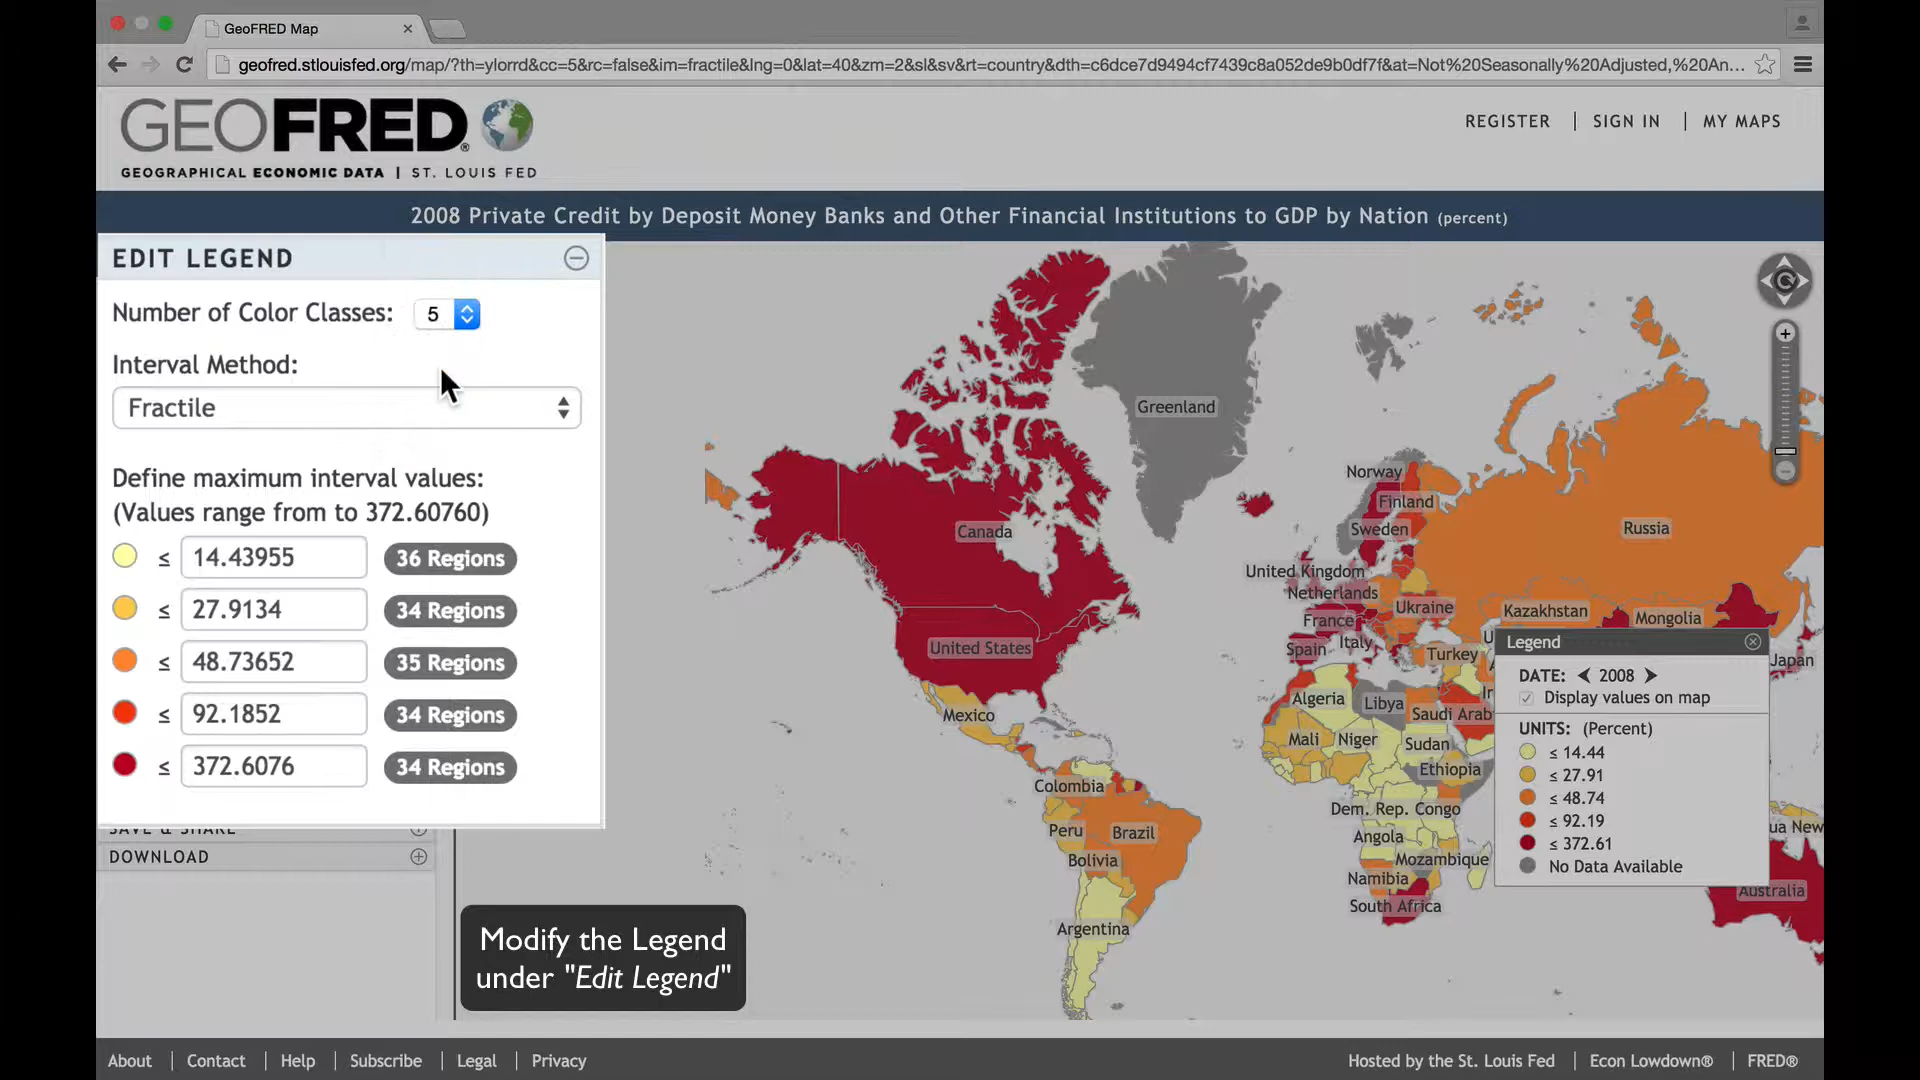 GeoFRED Map
geofred.stlouisfed.org/map/?th=ylorrd&cc=5&rc=false&im=fractile&lng=0&lat=40&zm=2&sl&sv&rt=country&dth=c6dce7d9494cf7439c8a052de9b0df7f&at=Not%20Seasonally%20Adjusted,%20An...
GEOFRED®
GEOGRAPHICAL ECONOMIC DATA | ST. LOUIS FED
REGISTER | SIGN IN | MY MAPS
2008 Private Credit by Deposit Money Banks and Other Financial Institutions to GDP by Nation (percent)
EDIT LEGEND
Number of Color Classes: 5
Interval Method:
Fractile
Define maximum interval values:
(Values range from to 372.60760)
≤ 14.43955 36 Regions
≤ 27.9134 34 Regions
≤ 48.73652 35 Regions
≤ 92.1852 34 Regions
≤ 372.6076 34 Regions
SAVE & SHARE
DOWNLOAD
Modify the Legend
under "Edit Legend"
Greenland
Canada
United States
Mexico
Colombia
Peru
Brazil
Bolivia
Argentina
Norway
Finland
Sweden
Russia
United Kingdom
Netherlands
Ukraine
Kazakhstan
Mongolia
France
Italy
Spain
Turkey
Japan
Algeria
Libya
Saudi Arab
Mali
Niger
Sudan
Ethiopia
Dem. Rep. Congo
Angola
Mozambique
Namibia
South Africa
Australia
ua New
Legend
DATE: 2008
Display values on map
UNITS: (Percent)
≤ 14.44
≤ 27.91
≤ 48.74
≤ 92.19
≤ 372.61
No Data Available
About | Contact | Help | Subscribe | Legal | Privacy
Hosted by the St. Louis Fed | Econ Lowdown® | FRED®